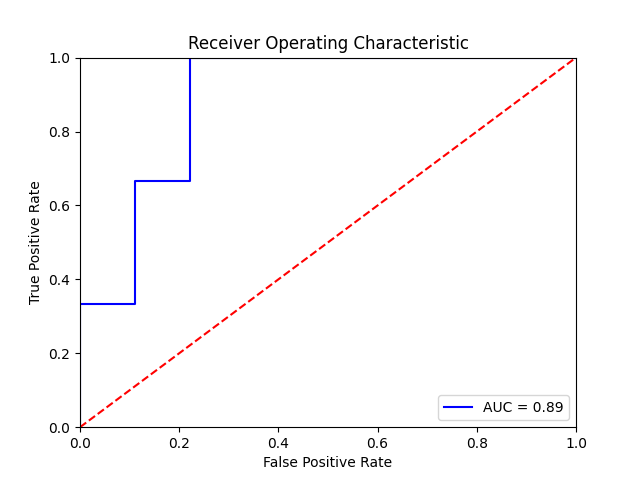 Receiver Operating Characteristic
1.0
0.8
0.6
0.4
0.2
0.0
True Positive Rate
AUC = 0.89
0.0 0.2 0.4 0.6 0.8 1.0
False Positive Rate